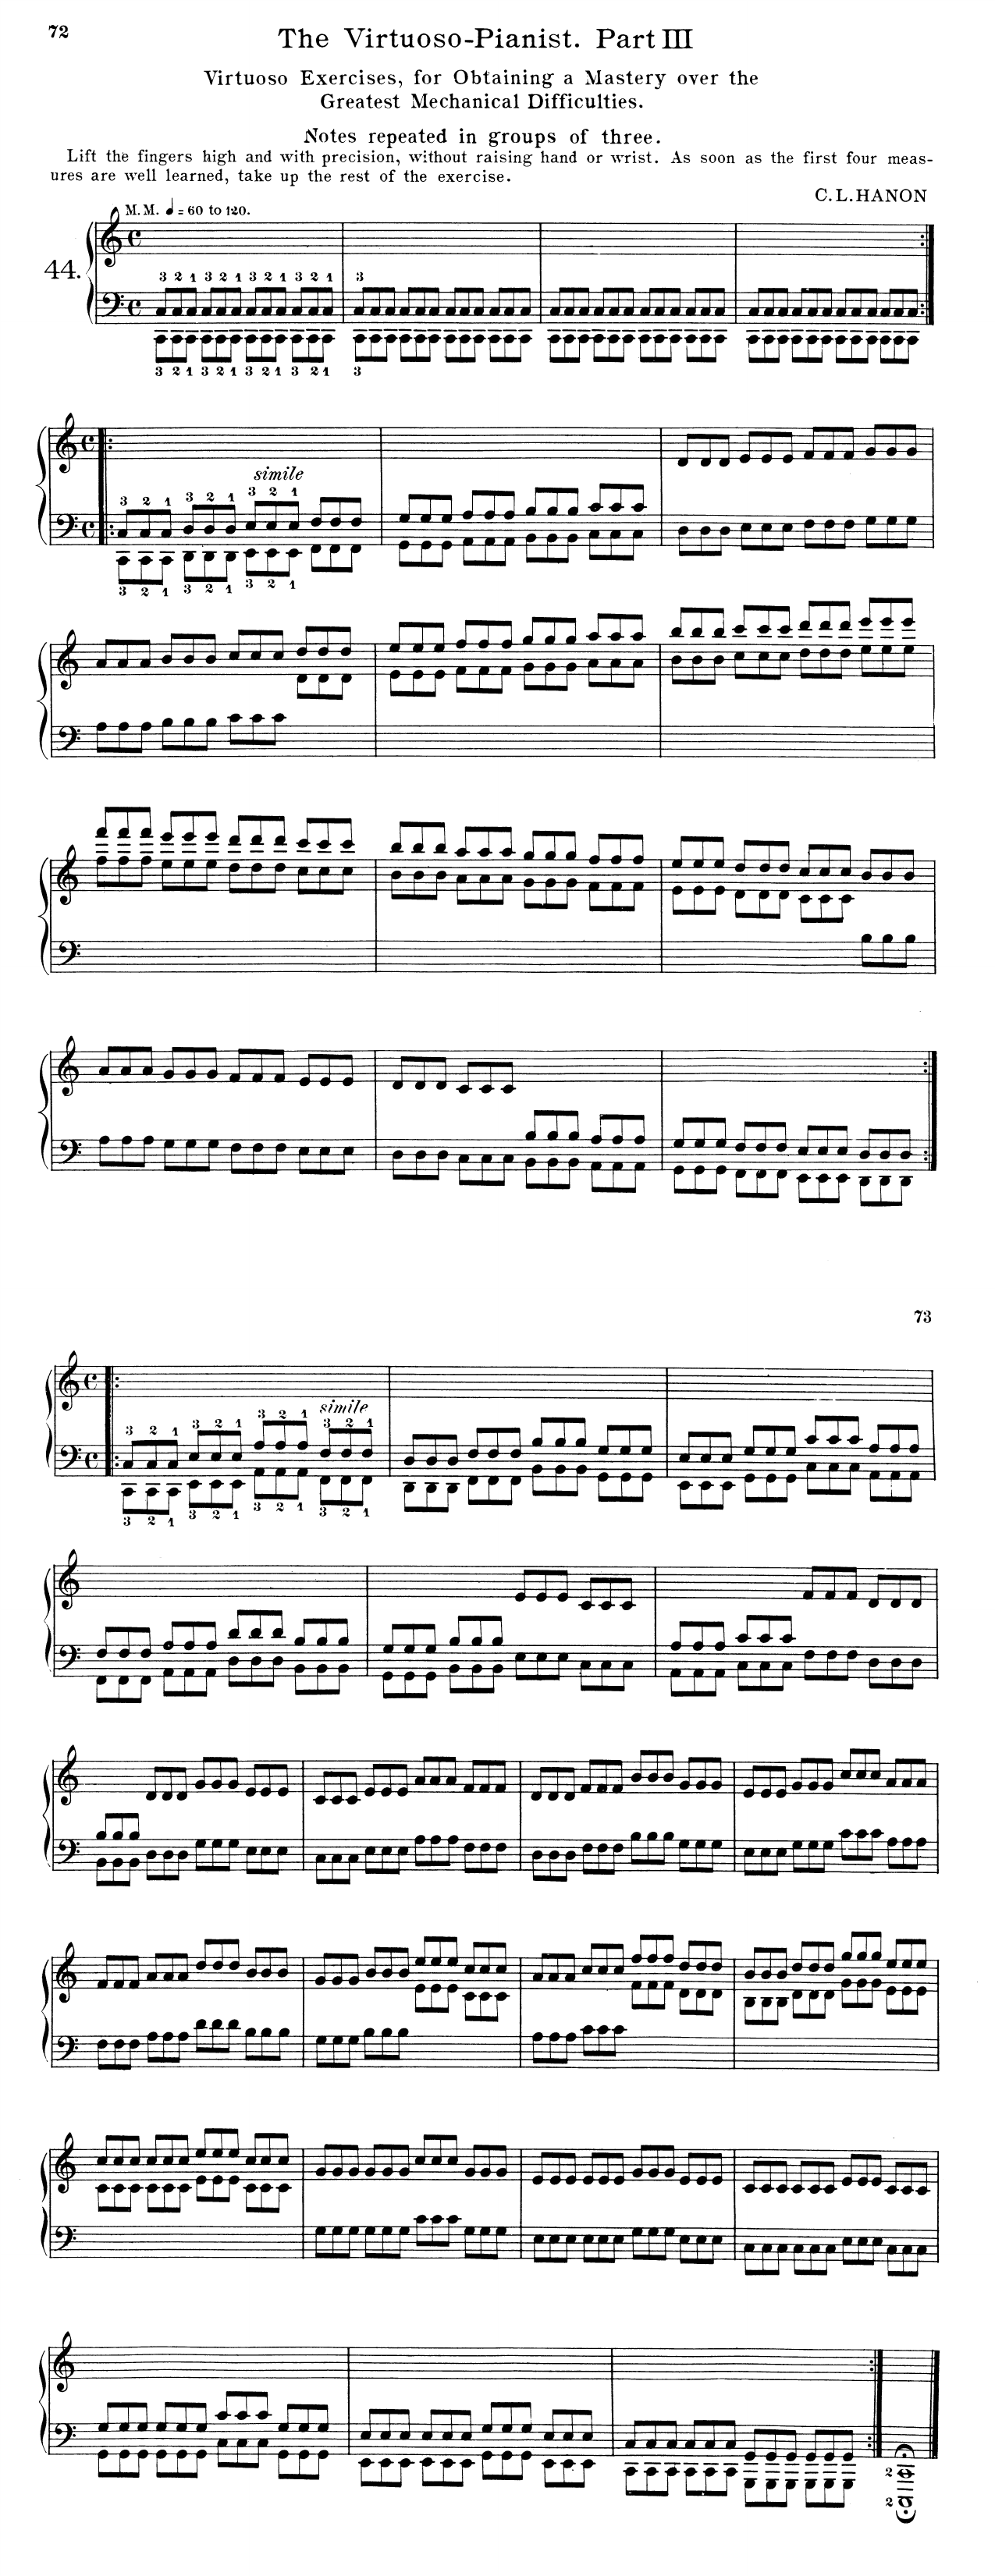 72
The Virtuoso-Pianist. Part III
Virtuoso Exercises, for Obtaining a Mastery over the
Greatest Mechanical Difficulties.
Notes repeated in groups of three.
Lift the fingers high and with precision, without raising hand or wrist. As soon as the first four meas-
ures are well learned, take up the rest of the exercise.
C. L. HANON
M. M. ♩ = 60 to 120.
44.
3 2 1 3 2 1 3 2 1 3 2 1 3
3 2 1 3 2 1 3 2 1 3 2 1 3
simile
3 2 1 3 2 1 3 2 1
3 2 1 3 2 1 3 2 1
73
simile
3 2 1 3 2 1 3 2 1 3 2 1
3 2 1 3 2 1 3 2 1 3 2 1
2
2